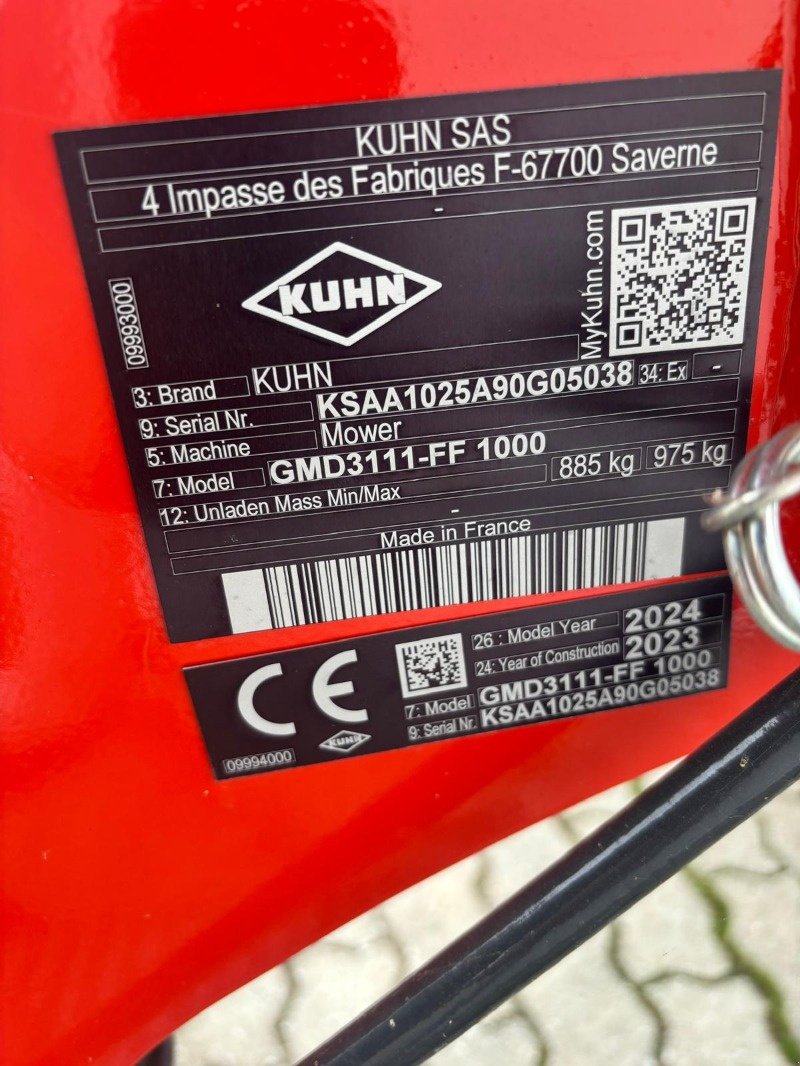 KUHN SAS
4 Impasse des Fabriques F-67700 Saverne
-
MyKuhn.com
KUHN
09993000
3: Brand KUHN
9: Serial Nr. KSAA1025A90G05038 34: Ex -
5: Machine Mower
7: Model GMD3111-FF 1000
12: Unladen Mass Min/Max 885 kg 975 kg
-
Made in France
CE
26 : Model Year 2024
24: Year of Construction 2023
7: Model GMD3111-FF 1000
9: Serial Nr. KSAA1025A90G05038
KUHN
09994000